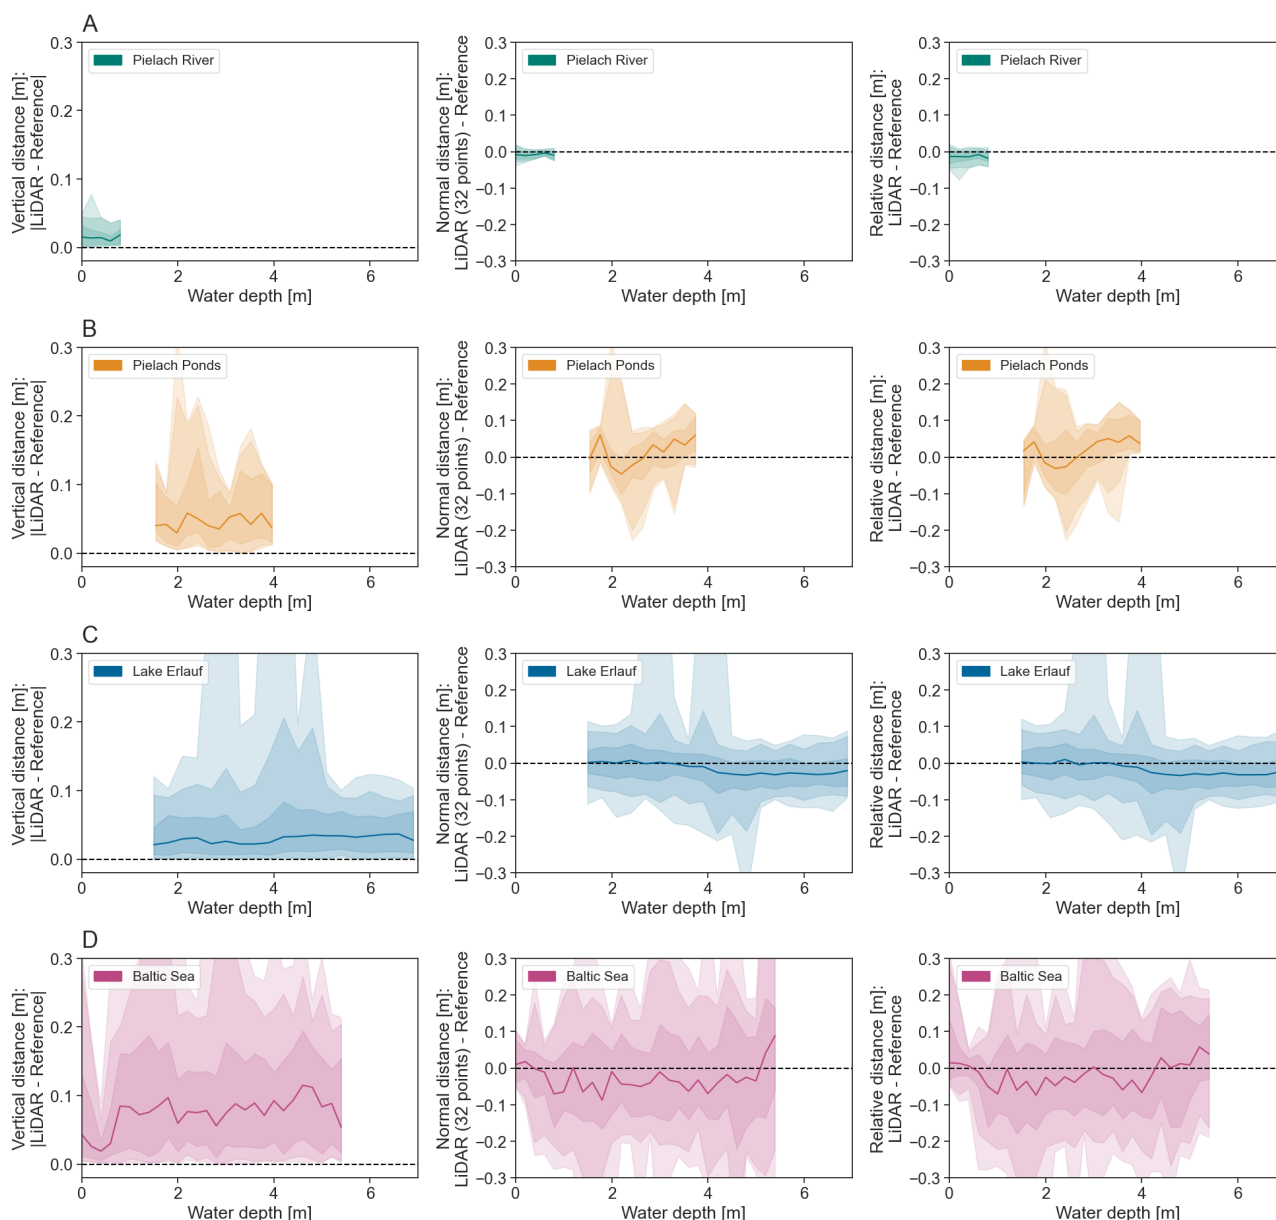 A
0.3
0.2
0.1
0.0
Vertical distance [m]:
|LiDAR - Reference|
Pielach River
0 2 4 6
Water depth [m]
0.3
0.2
0.1
0.0
−0.1
−0.2
−0.3
Normal distance [m]:
LiDAR (32 points) - Reference
Pielach River
0 2 4 6
Water depth [m]
0.3
0.2
0.1
0.0
−0.1
−0.2
−0.3
Relative distance [m]:
LiDAR - Reference
Pielach River
0 2 4 6
Water depth [m]
B
0.3
0.2
0.1
0.0
Vertical distance [m]:
|LiDAR - Reference|
Pielach Ponds
0 2 4 6
Water depth [m]
0.3
0.2
0.1
0.0
−0.1
−0.2
−0.3
Normal distance [m]:
LiDAR (32 points) - Reference
Pielach Ponds
0 2 4 6
Water depth [m]
0.3
0.2
0.1
0.0
−0.1
−0.2
−0.3
Relative distance [m]:
LiDAR - Reference
Pielach Ponds
0 2 4 6
Water depth [m]
C
0.3
0.2
0.1
0.0
Vertical distance [m]:
|LiDAR - Reference|
Lake Erlauf
0 2 4 6
Water depth [m]
0.3
0.2
0.1
0.0
−0.1
−0.2
−0.3
Normal distance [m]:
LiDAR (32 points) - Reference
Lake Erlauf
0 2 4 6
Water depth [m]
0.3
0.2
0.1
0.0
−0.1
−0.2
−0.3
Relative distance [m]:
LiDAR - Reference
Lake Erlauf
0 2 4 6
Water depth [m]
D
0.3
0.2
0.1
0.0
Vertical distance [m]:
|LiDAR - Reference|
Baltic Sea
0 2 4 6
Water depth [m]
0.3
0.2
0.1
0.0
−0.1
−0.2
−0.3
Normal distance [m]:
LiDAR (32 points) - Reference
Baltic Sea
0 2 4 6
Water depth [m]
0.3
0.2
0.1
0.0
−0.1
−0.2
−0.3
Relative distance [m]:
LiDAR - Reference
Baltic Sea
0 2 4 6
Water depth [m]